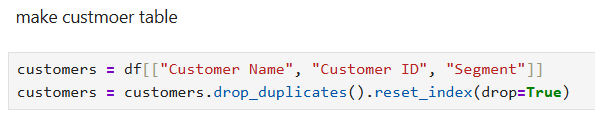 make custmoer table
customers = df[["Customer Name", "Customer ID", "Segment"]]
customers = customers.drop_duplicates().reset_index(drop=True)